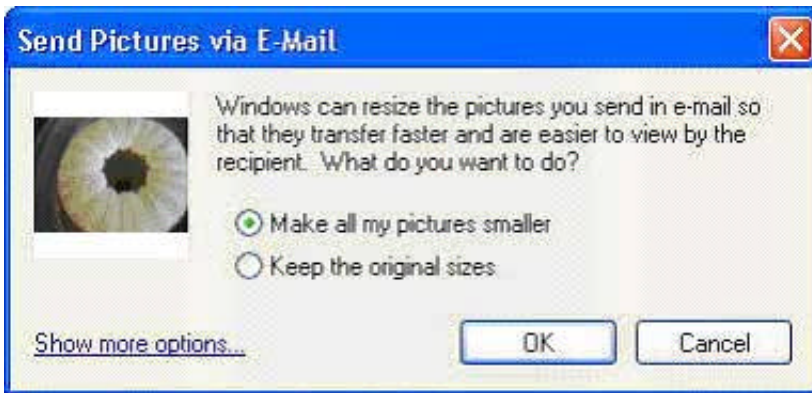 Send Pictures via E-Mail
Windows can resize the pictures you send in e-mail so
that they transfer faster and are easier to view by the
recipient. What do you want to do?
Make all my pictures smaller
Keep the original sizes
Show more options...
OK
Cancel